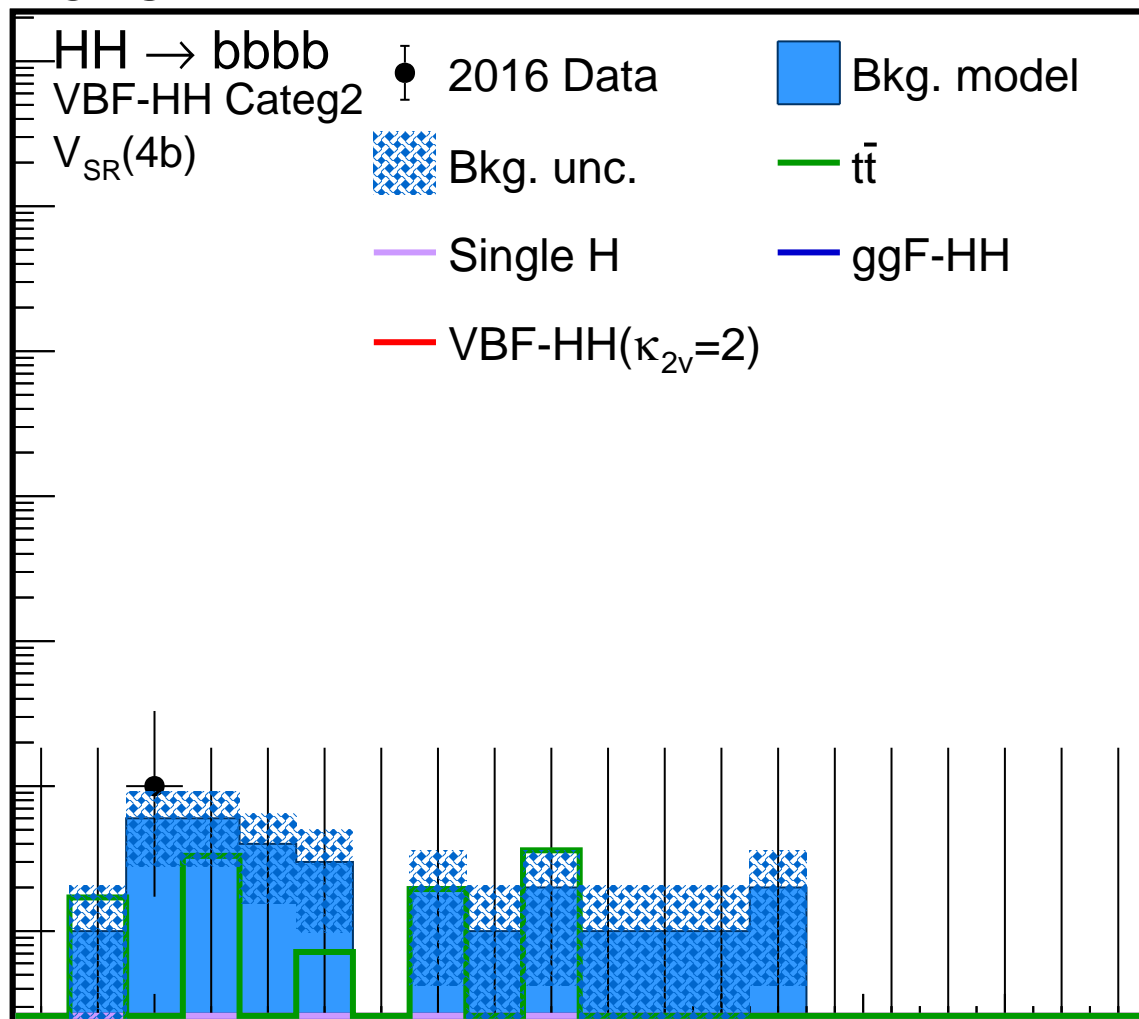 HH → bbbb
VBF-HH Categ2
V_SR(4b)
2016 Data
Bkg. model
Bkg. unc.
tt̄
Single H
ggF-HH
VBF-HH(κ_2v=2)